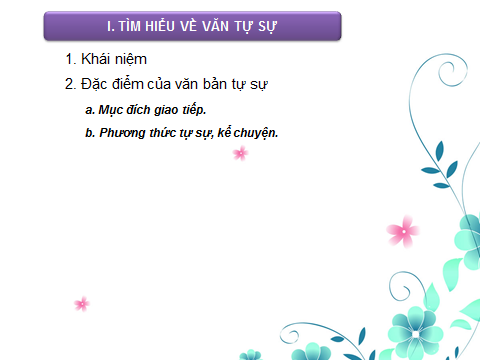 I. TÌM HIỂU VỀ VĂN TỰ SỰ
1. Khái niệm
2. Đặc điểm của văn bản tự sự
a. Mục đích giao tiếp.
b. Phương thức tự sự, kể chuyện.